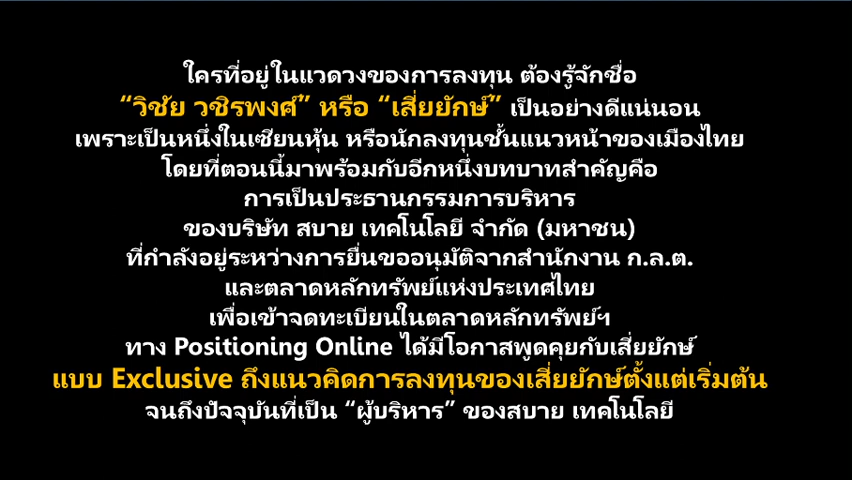 ใครที่อยู่ในแวดวงของการลงทุน ต้องรู้จักชื่อ
“วิชัย วชิรพงศ์” หรือ “เสี่ยยักษ์” เป็นอย่างดีแน่นอน
เพราะเป็นหนึ่งในเซียนหุ้น หรือนักลงทุนชั้นแนวหน้าของเมืองไทย
โดยที่ตอนนี้มาพร้อมกับอีกหนึ่งบทบาทสำคัญคือ
การเป็นประธานกรรมการบริหาร
ของบริษัท สบาย เทคโนโลยี จำกัด (มหาชน)
ที่กำลังอยู่ระหว่างการยื่นขออนุมัติจากสำนักงาน ก.ล.ต.
และตลาดหลักทรัพย์แห่งประเทศไทย
เพื่อเข้าจดทะเบียนในตลาดหลักทรัพย์ฯ
ทาง Positioning Online ได้มีโอกาสพูดคุยกับเสี่ยยักษ์
แบบ Exclusive ถึงแนวคิดการลงทุนของเสี่ยยักษ์ตั้งแต่เริ่มต้น
จนถึงปัจจุบันที่เป็น “ผู้บริหาร” ของสบาย เทคโนโลยี